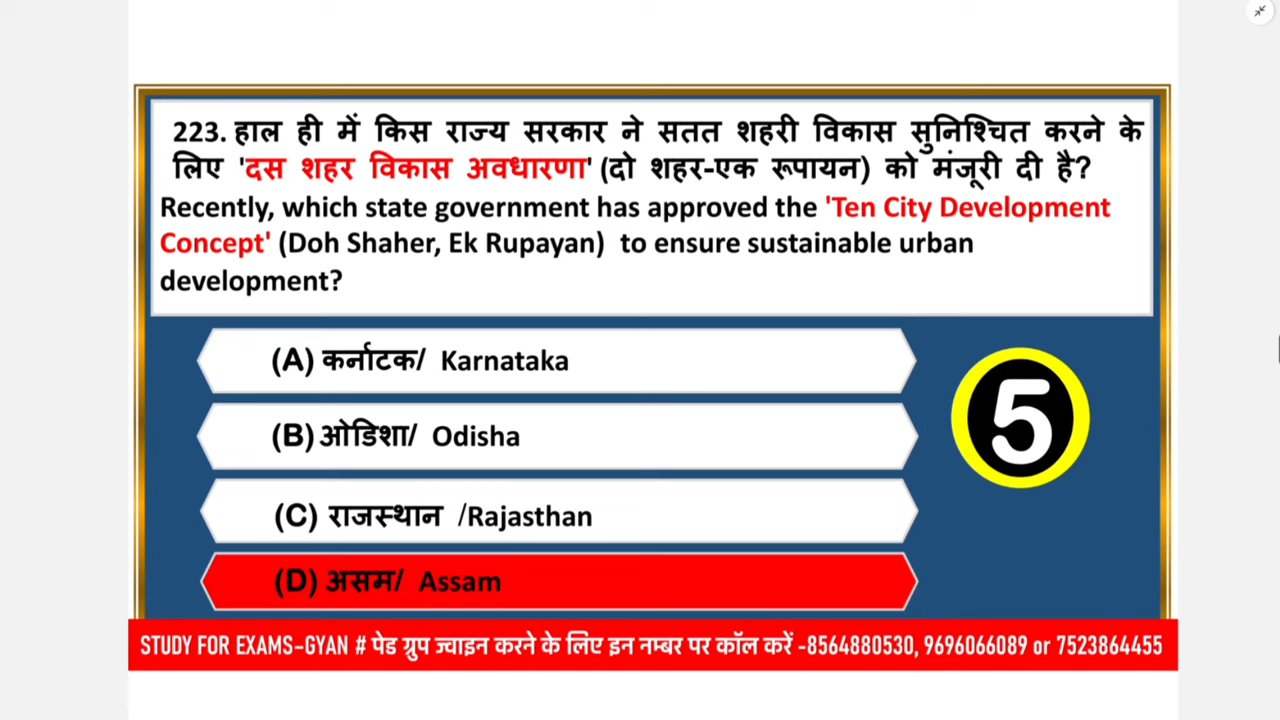 223. हाल ही में किस राज्य सरकार ने सतत शहरी विकास सुनिश्चित करने के
लिए 'दस शहर विकास अवधारणा' (दो शहर-एक रूपायन) को मंजूरी दी है?
Recently, which state government has approved the 'Ten City Development
Concept' (Doh Shaher, Ek Rupayan) to ensure sustainable urban
development?
(A) कर्नाटक/ Karnataka
(B) ओडिशा/ Odisha
5
(C) राजस्थान /Rajasthan
(D) असम/ Assam
STUDY FOR EXAMS-GYAN # पेड ग्रुप ज्वाइन करने के लिए इन नम्बर पर कॉल करें -8564880530, 9696066089 or 7523864455